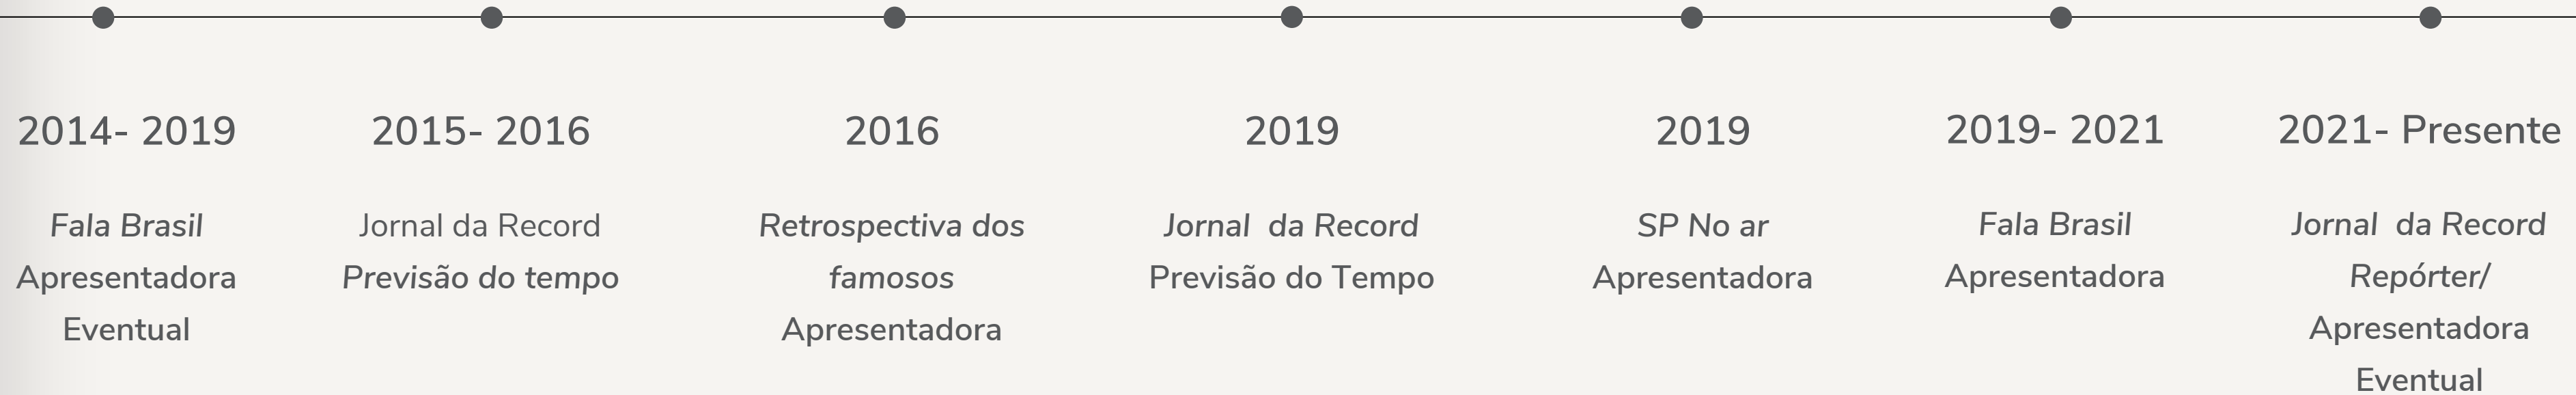 2014- 2019
Fala Brasil
Apresentadora
Eventual
2015- 2016
Jornal da Record
Previsão do tempo
2016
Retrospectiva dos
famosos
Apresentadora
2019
Jornal  da Record
Previsão do Tempo
2019
SP No ar
Apresentadora
2019- 2021
Fala Brasil
Apresentadora
2021- Presente
Jornal  da Record
Repórter/
Apresentadora
Eventual